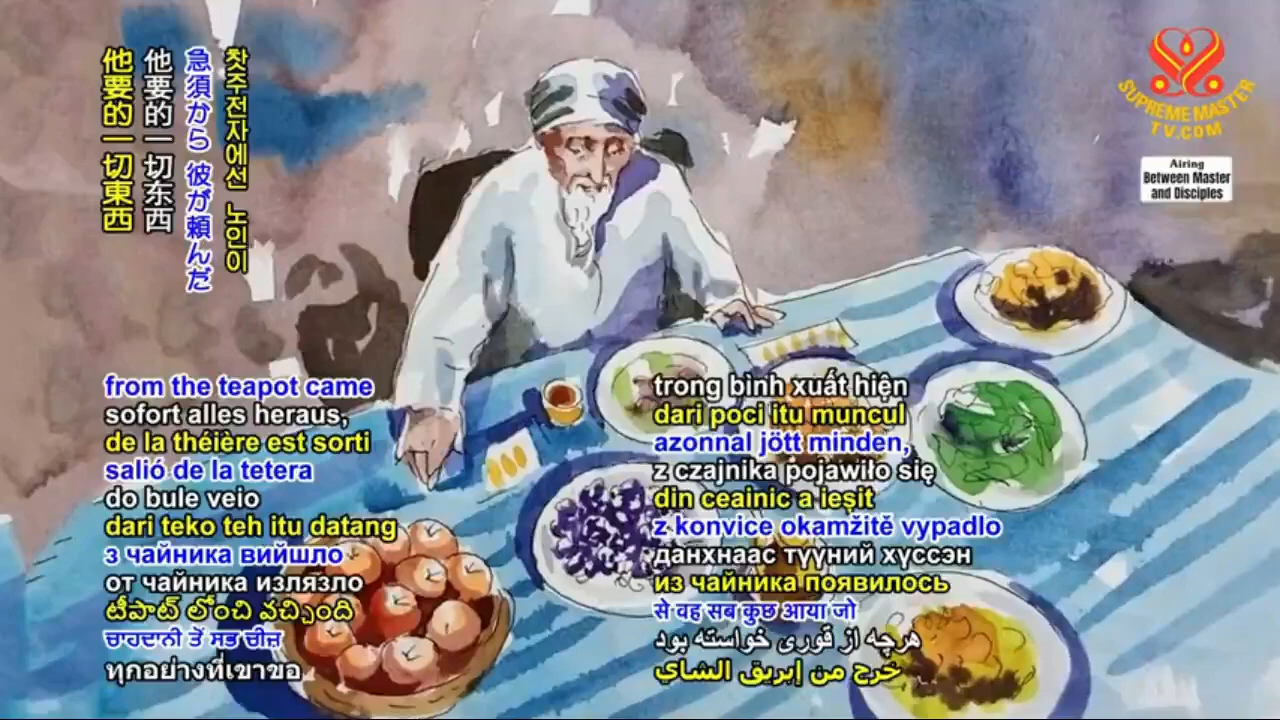 他要的一切東西
他要的一切东西
急須から 彼が頼んだ
찻주전자에선 노인이
SUPREME MASTER
TV.COM
Airing
Between Master
and Disciples
from the teapot came
sofort alles heraus,
de la théière est sorti
salió de la tetera
do bule veio
dari teko teh itu datang
з чайника вийшло
от чайника излязло
టీపాట్ లోంచి వచ్చింది
ਚਾਹਦਾਨੀ ਤੋਂ ਸਭ ਚੀਜ਼
ทุกอย่างที่เขาขอ
trong bình xuất hiện
dari poci itu muncul
azonnal jött minden,
z czajnika pojawiło się
din ceainic a ieșit
z konvice okamžitě vypadlo
данхнаас түүний хүссэн
из чайника появилось
से वह सब कुछ आया जो
هرچه از قوری خواسته بود
خرج من إبريق الشاي